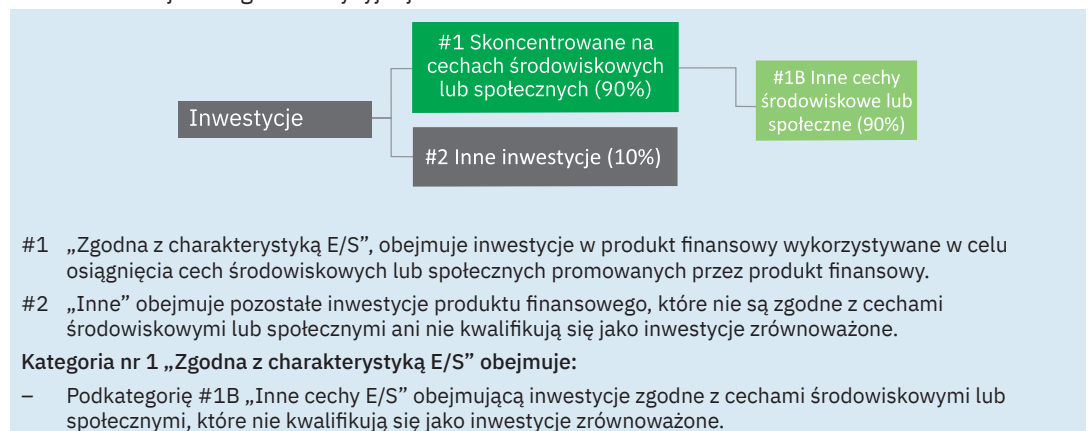 #1 Skoncentrowane na
cechach środowiskowych
lub społecznych (90%)
#1B Inne cechy
środowiskowe lub
społeczne (90%)
Inwestycje
#2 Inne inwestycje (10%)
#1 „Zgodna z charakterystyką E/S”, obejmuje inwestycje w produkt finansowy wykorzystywane w celu
osiągnięcia cech środowiskowych lub społecznych promowanych przez produkt finansowy.
#2 „Inne” obejmuje pozostałe inwestycje produktu finansowego, które nie są zgodne z cechami
środowiskowymi lub społecznymi ani nie kwalifikują się jako inwestycje zrównoważone.
Kategoria nr 1 „Zgodna z charakterystyką E/S” obejmuje:
– Podkategorię #1B „Inne cechy E/S” obejmującą inwestycje zgodne z cechami środowiskowymi lub
społecznymi, które nie kwalifikują się jako inwestycje zrównoważone.